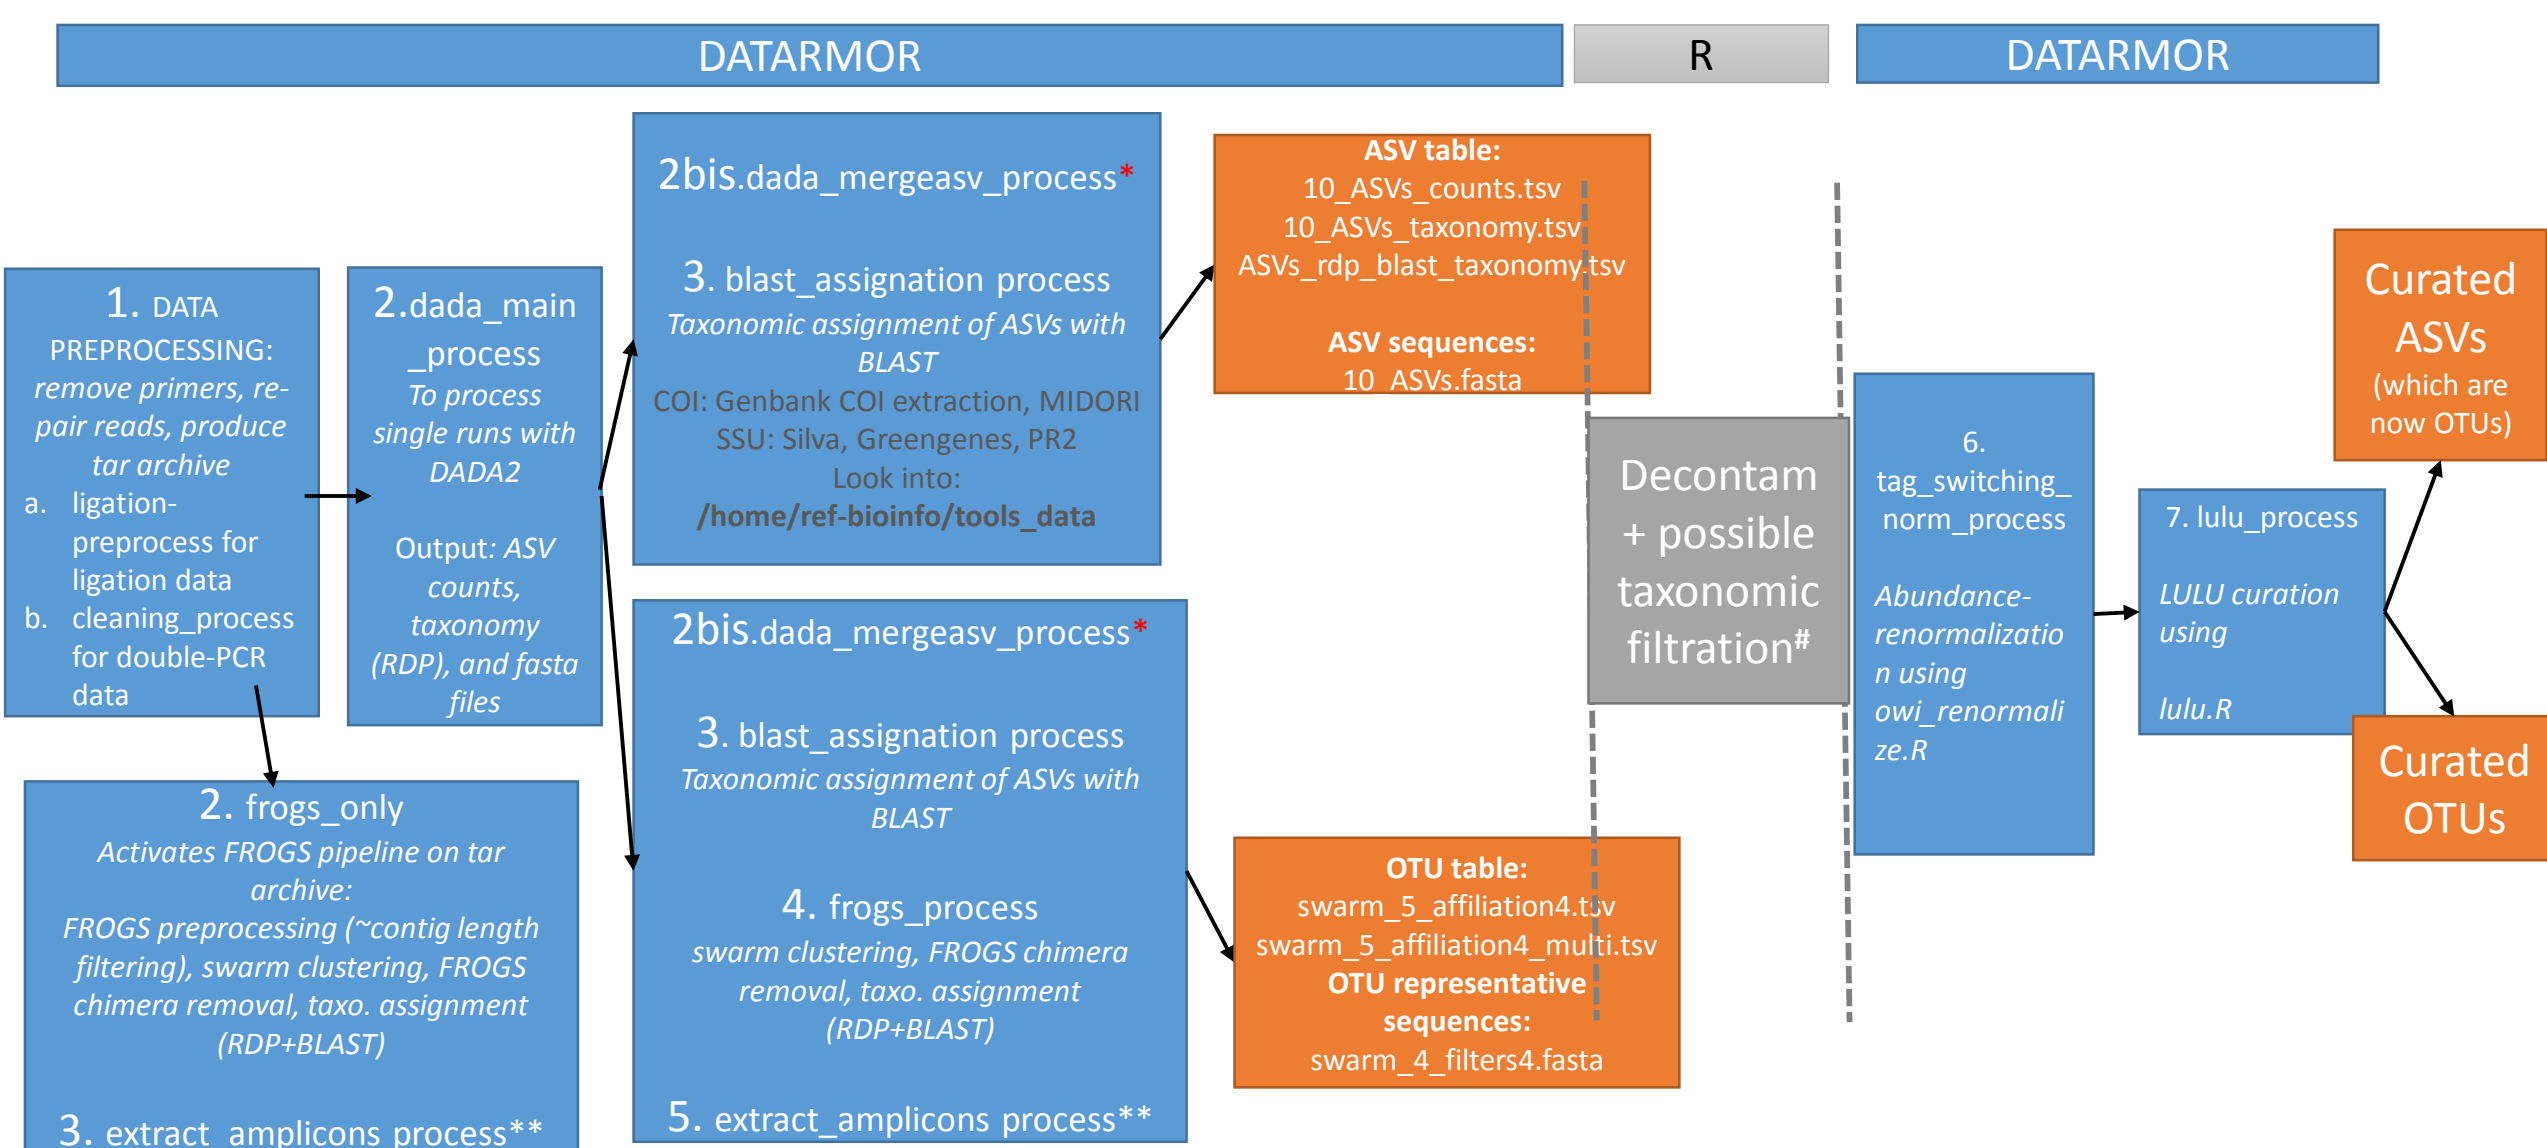 DATARMOR
R
DATARMOR
1. DATA
PREPROCESSING:
remove primers, re-
pair reads, produce
tar archive
a. ligation-
preprocess for
ligation data
b. cleaning_process
for double-PCR
data
2.dada_main
_process
To process
single runs with
DADA2
Output: ASV
counts,
taxonomy
(RDP), and fasta
files
2. frogs_only
Activates FROGS pipeline on tar
archive:
FROGS preprocessing (~contig length
filtering), swarm clustering, FROGS
chimera removal, taxo. assignment
(RDP+BLAST)
3. extract_amplicons process**
2bis.dada_mergeasv_process*
3. blast_assignation process
Taxonomic assignment of ASVs with
BLAST
COI: Genbank COI extraction, MIDORI
SSU: Silva, Greengenes, PR2
Look into:
/home/ref-bioinfo/tools_data
2bis.dada_mergeasv_process*
3. blast_assignation process
Taxonomic assignment of ASVs with
BLAST
4. frogs_process
swarm clustering, FROGS chimera
removal, taxo. assignment
(RDP+BLAST)
5. extract_amplicons process**
ASV table:
10_ASVs_counts.tsv
10_ASVs_taxonomy.tsv
ASVs_rdp_blast_taxonomy.tsv
ASV sequences:
10_ASVs.fasta
OTU table:
swarm_5_affiliation4.tsv
swarm_5_affiliation4_multi.tsv
OTU representative
sequences:
swarm_4_filters4.fasta
Decontam
+ possible
taxonomic
filtration#
6.
tag_switching_
norm_process
Abundance-
renormalizatio
n using
owi_renormali
ze.R
7. lulu_process
LULU curation
using
lulu.R
Curated
ASVs
(which are
now OTUs)
Curated
OTUs